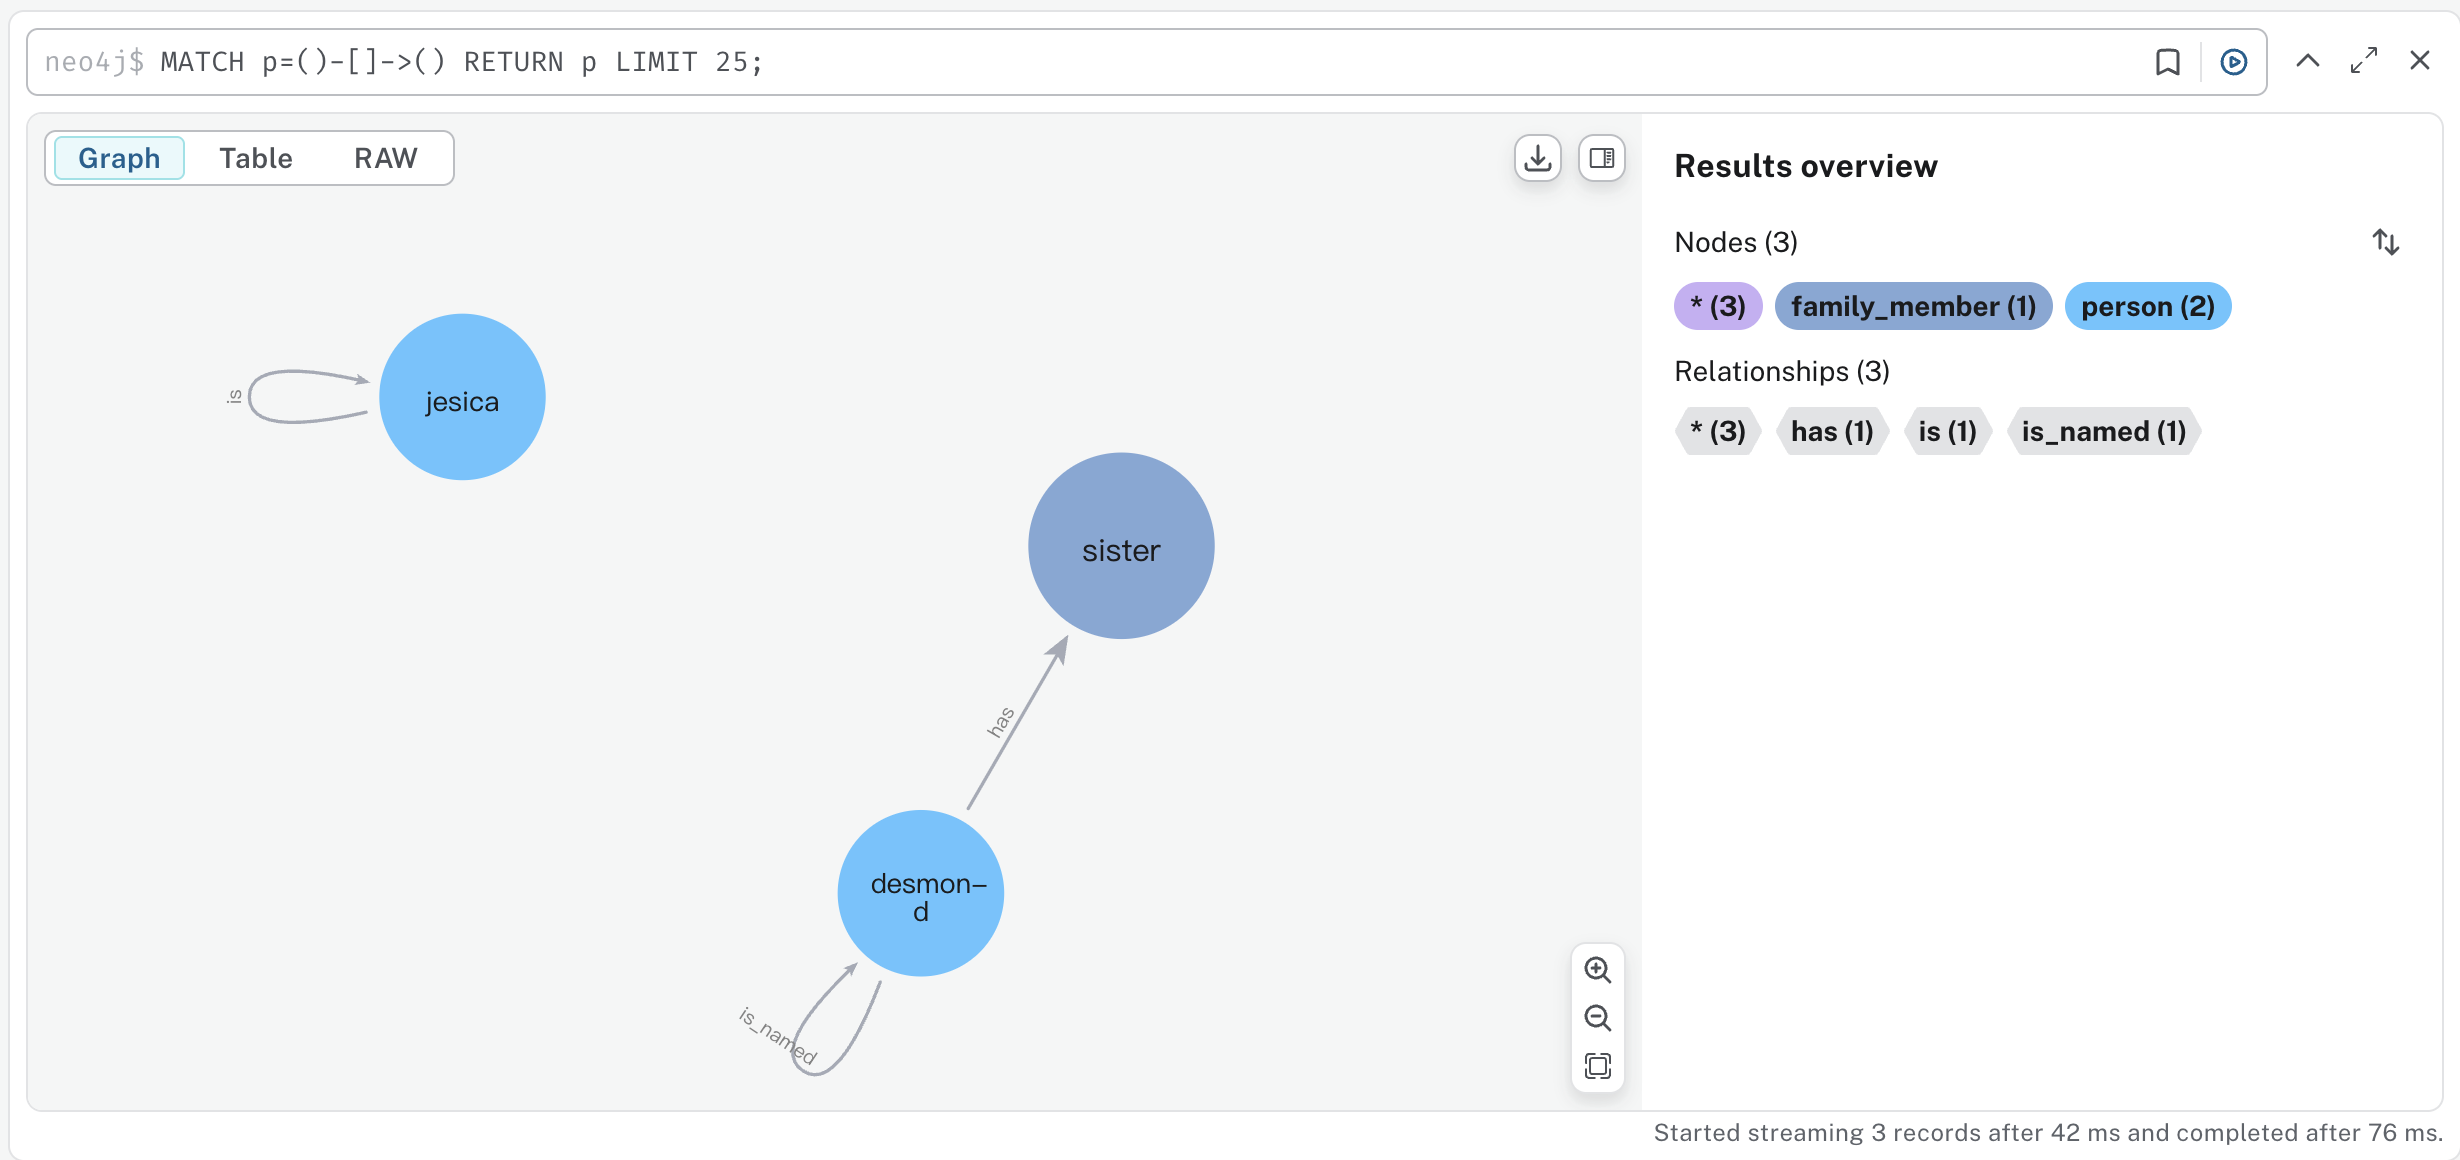 neo4j$ MATCH p=()-[]->() RETURN p LIMIT 25;
Graph Table RAW
Results overview
Nodes (3)
* (3) family_member (1) person (2)
Relationships (3)
* (3) has (1) is (1) is_named (1)
is
jesica
sister
has
desmon-
d
is_named
Started streaming 3 records after 42 ms and completed after 76 ms.